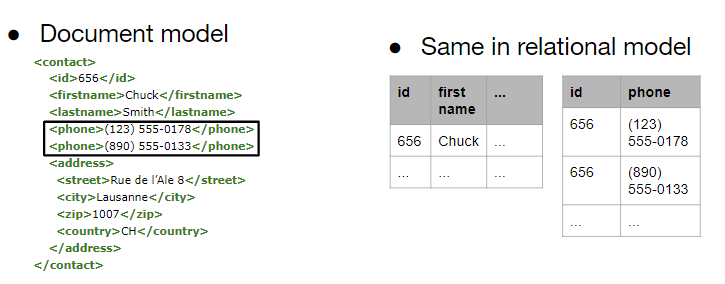 ● Document model
<contact>
<id>656</id>
<firstname>Chuck</firstname>
<lastname>Smith</lastname>
<phone>(123) 555-0178</phone>
<phone>(890) 555-0133</phone>
<address>
<street>Rue de l’Ale 8</street>
<city>Lausanne</city>
<zip>1007</zip>
<country>CH</country>
</address>
</contact>
● Same in relational model
id first ...
name
656 Chuck ...
... ... ...
id phone
656 (123)
555-0178
656 (890)
555-0133
... ...